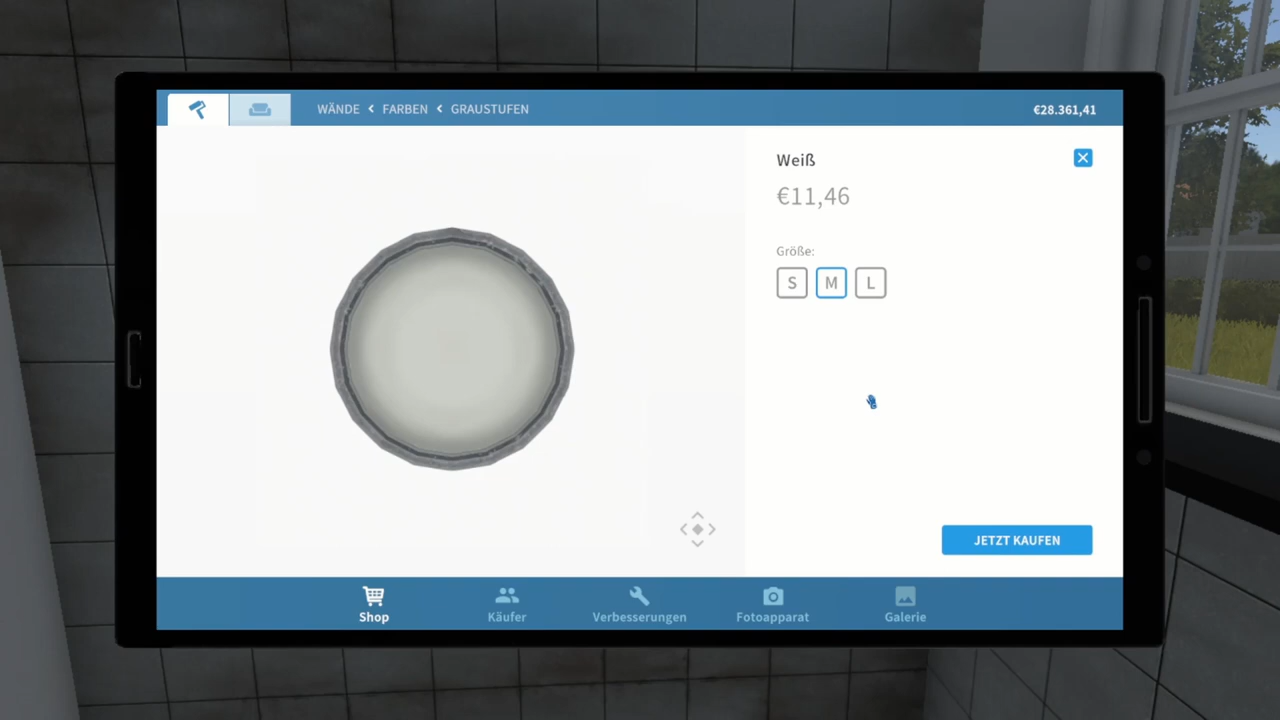 WÄNDE < FARBEN < GRAUSTUFEN
€28.361,41
Weiß
€11,46
Größe:
S M L
JETZT KAUFEN
Shop Käufer Verbesserungen Fotoapparat Galerie